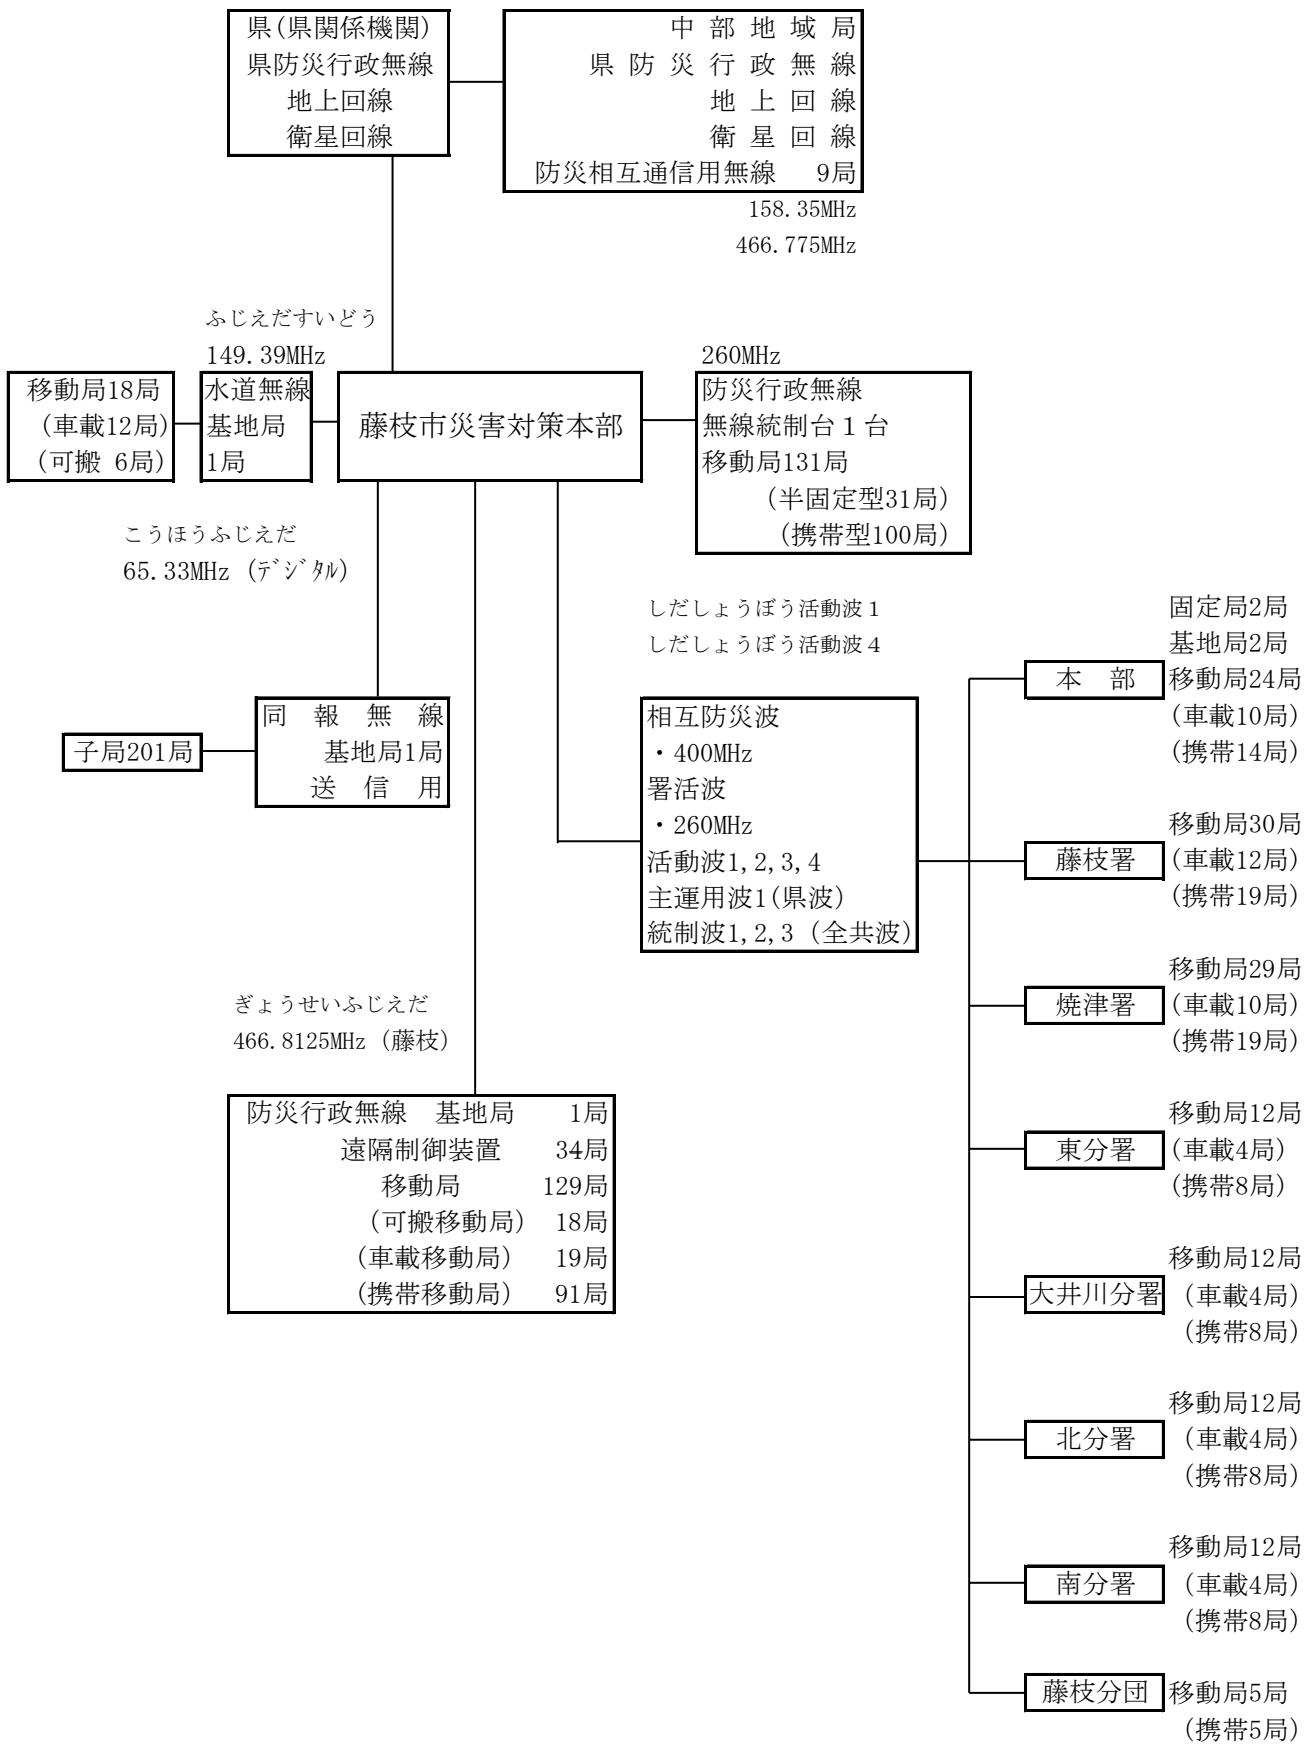 県(県関係機関)
県防災行政無線
地上回線
衛星回線
中部地域局
県防災行政無線
地上回線
衛星回線
防災相互通信用無線　9局
158.35MHz
466.775MHz
ふじえだすいどう
149.39MHz
移動局18局
(車載12局)
(可搬 6局)
水道無線
基地局
1局
藤枝市災害対策本部
260MHz
防災行政無線
無線統制台１台
移動局131局
(半固定型31局)
(携帯型100局)
こうほうふじえだ
65.33MHz (ﾃﾞｼﾞﾀﾙ)
同報無線
基地局1局
送信用
子局201局
しだしょうぼう活動波１
しだしょうぼう活動波４
相互防災波
・400MHz
署活波
・260MHz
活動波1,2,3,4
主運用波1(県波)
統制波1,2,3 (全共波)
ぎょうせいふじえだ
466.8125MHz (藤枝)
防災行政無線　基地局　1局
遠隔制御装置　34局
移動局　129局
(可搬移動局)　18局
(車載移動局)　19局
(携帯移動局)　91局
固定局2局
基地局2局
本　部　移動局24局
(車載10局)
(携帯14局)
移動局30局
藤枝署　(車載12局)
(携帯19局)
移動局29局
焼津署　(車載10局)
(携帯19局)
移動局12局
東分署　(車載4局)
(携帯8局)
移動局12局
大井川分署　(車載4局)
(携帯8局)
移動局12局
北分署　(車載4局)
(携帯8局)
移動局12局
南分署　(車載4局)
(携帯8局)
藤枝分団　移動局5局
(携帯5局)